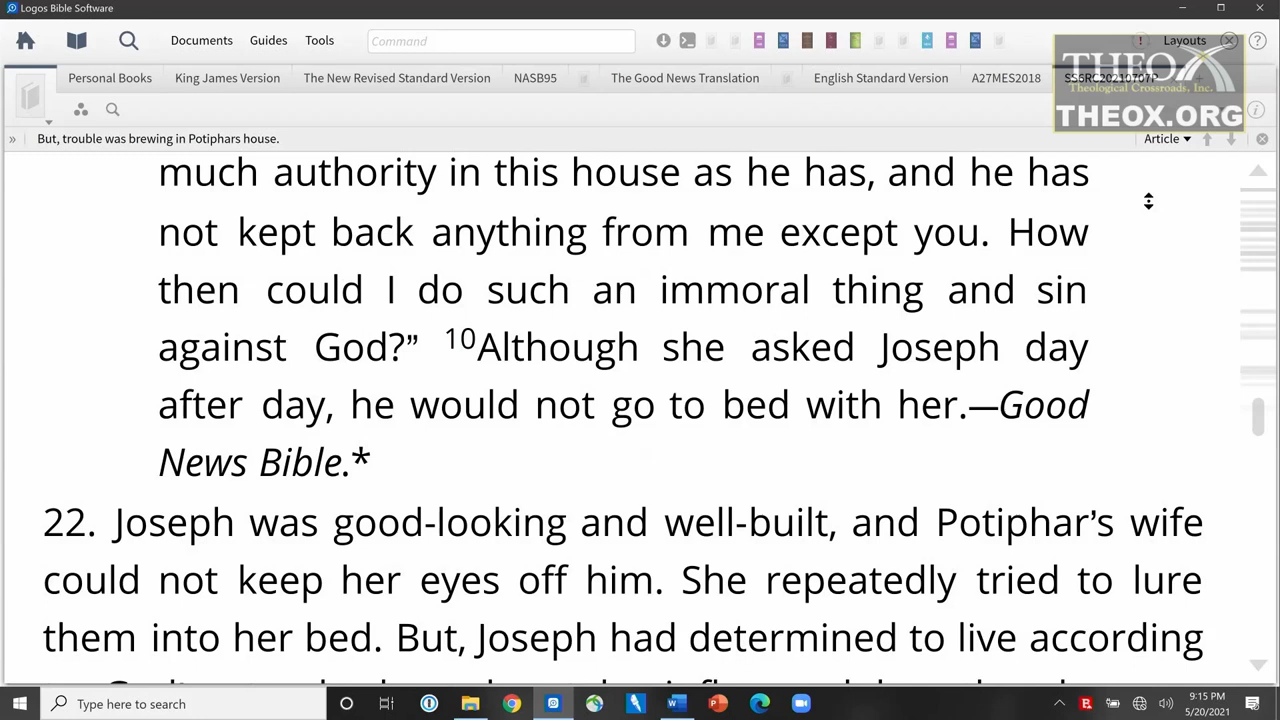 Logos Bible Software
Documents Guides Tools Command Layouts
Personal Books King James Version The New Revised Standard Version NASB95 The Good News Translation English Standard Version A27MES2018 SS6RC20210707P
THEOX
Theological Crossroads, Inc.
THEOX.ORG
But, trouble was brewing in Potiphars house. Article
much authority in this house as he has, and he has
not kept back anything from me except you. How
then could I do such an immoral thing and sin
against God?” 10Although she asked Joseph day
after day, he would not go to bed with her.—Good
News Bible.*
22. Joseph was good-looking and well-built, and Potiphar’s wife
could not keep her eyes off him. She repeatedly tried to lure
them into her bed. But, Joseph had determined to live according
Type here to search
9:15 PM
5/20/2021